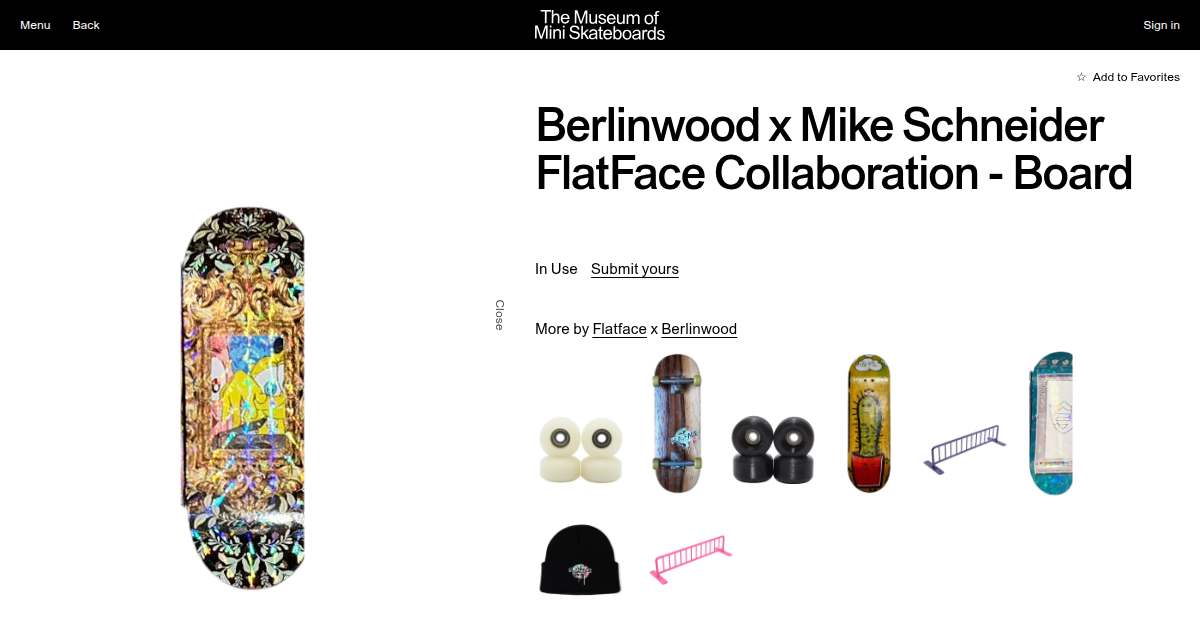 Menu
Back
The Museum of
Mini Skateboards
Sign in
☆ Add to Favorites
Berlinwood x Mike Schneider
FlatFace Collaboration - Board
In Use Submit yours
Close
More by Flatface x Berlinwood